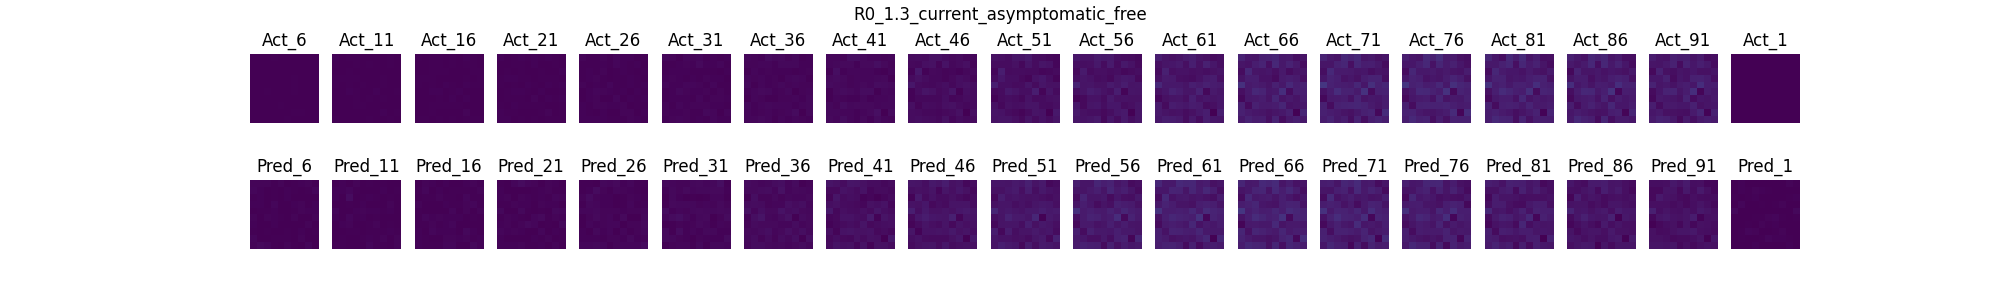 R0_1.3_current_asymptomatic_free
Act_6 Act_11 Act_16 Act_21 Act_26 Act_31 Act_36 Act_41 Act_46 Act_51 Act_56 Act_61 Act_66 Act_71 Act_76 Act_81 Act_86 Act_91 Act_1
Pred_6 Pred_11 Pred_16 Pred_21 Pred_26 Pred_31 Pred_36 Pred_41 Pred_46 Pred_51 Pred_56 Pred_61 Pred_66 Pred_71 Pred_76 Pred_81 Pred_86 Pred_91 Pred_1